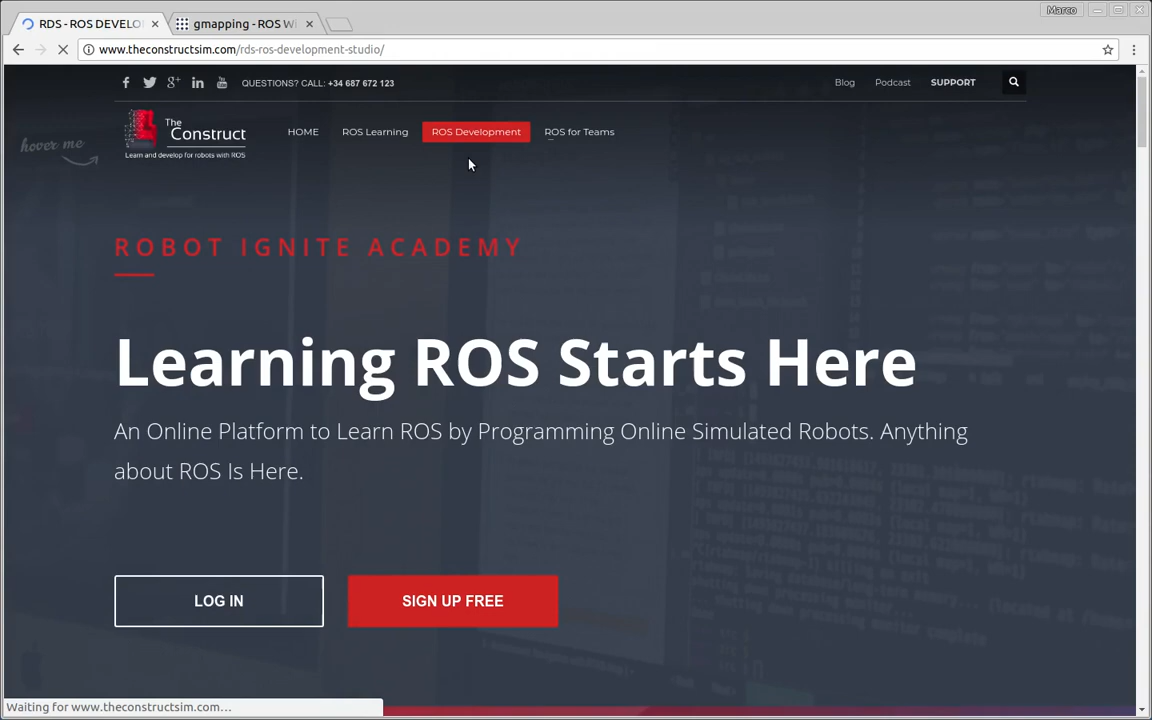 Marco
RDS - ROS DEVELO
gmapping - ROS Wi
www.theconstructsim.com/rds-ros-development-studio/
QUESTIONS? CALL: +34 687 672 123
Blog
Podcast
SUPPORT
hover me
The
Construct
Learn and develop for robots with ROS
HOME
ROS Learning
ROS Development
ROS for Teams
ROBOT IGNITE ACADEMY
Learning ROS Starts Here
An Online Platform to Learn ROS by Programming Online Simulated Robots. Anything
about ROS Is Here.
LOG IN
SIGN UP FREE
Waiting for www.theconstructsim.com...